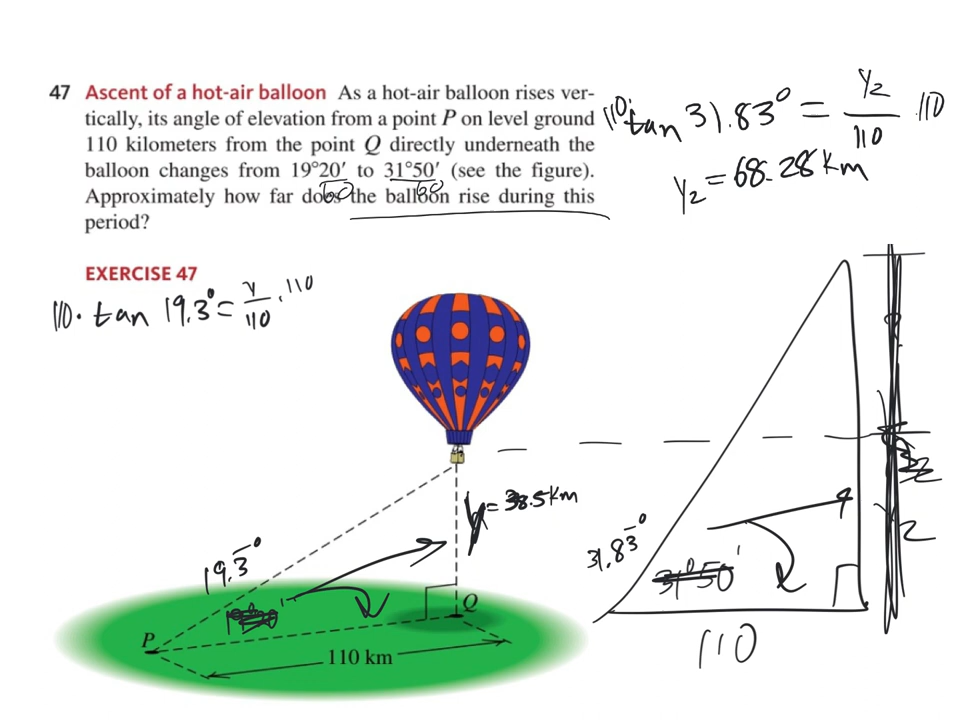 47 Ascent of a hot-air balloon As a hot-air balloon rises ver-
tically, its angle of elevation from a point P on level ground
110 kilometers from the point Q directly underneath the
balloon changes from 19°20′ to 31°50′ (see the figure).
Approximately how far does the balloon rise during this
period?
60 60
110· tan 31.83° = y₂/110 · 110
y₂ = 68.28 km
EXERCISE 47
110· tan 19.3̅° = y/110 · 110
y = 38.5 km
19.3̅°
31.83̅°
31°50′
P
Q
110 km
110